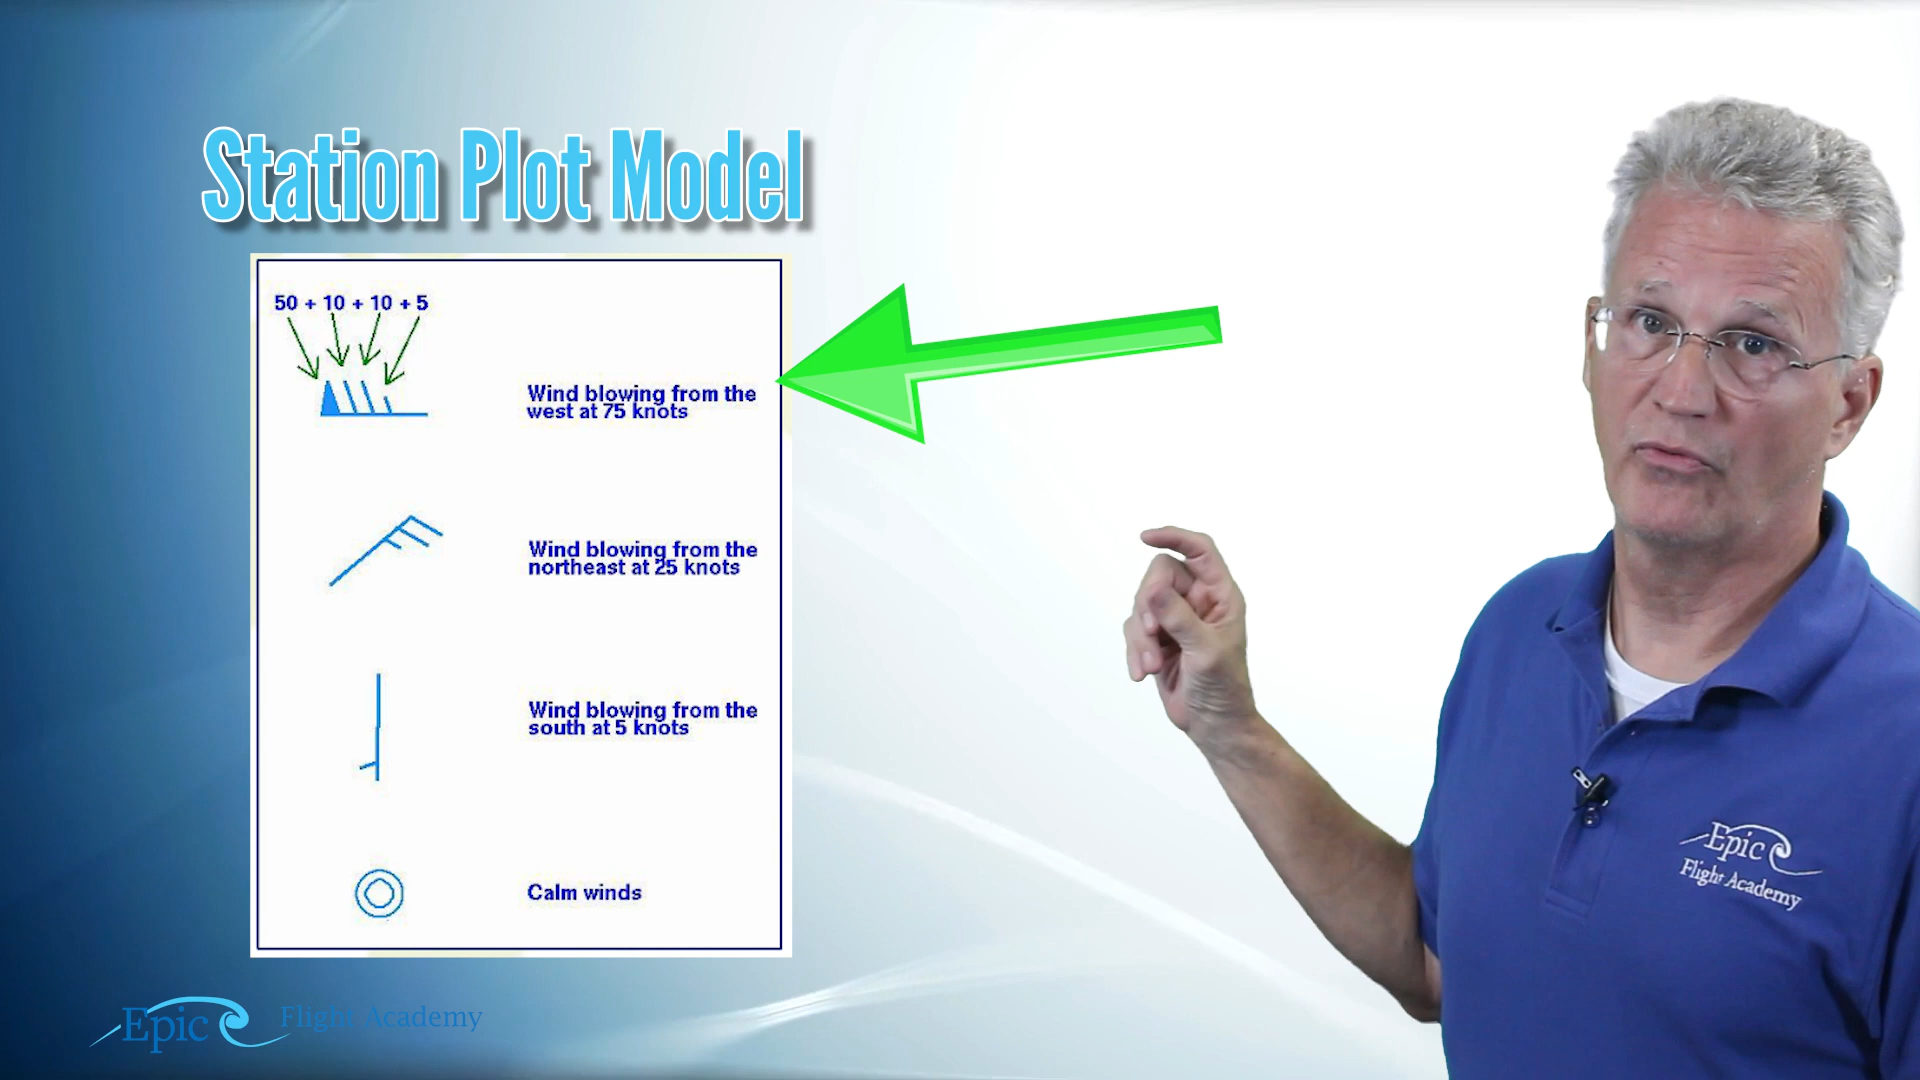 Station Plot Model
50 + 10 + 10 + 5
Wind blowing from the
west at 75 knots
Wind blowing from the
northeast at 25 knots
Wind blowing from the
south at 5 knots
Calm winds
Epic
Flight Academy
Epic Flight Academy